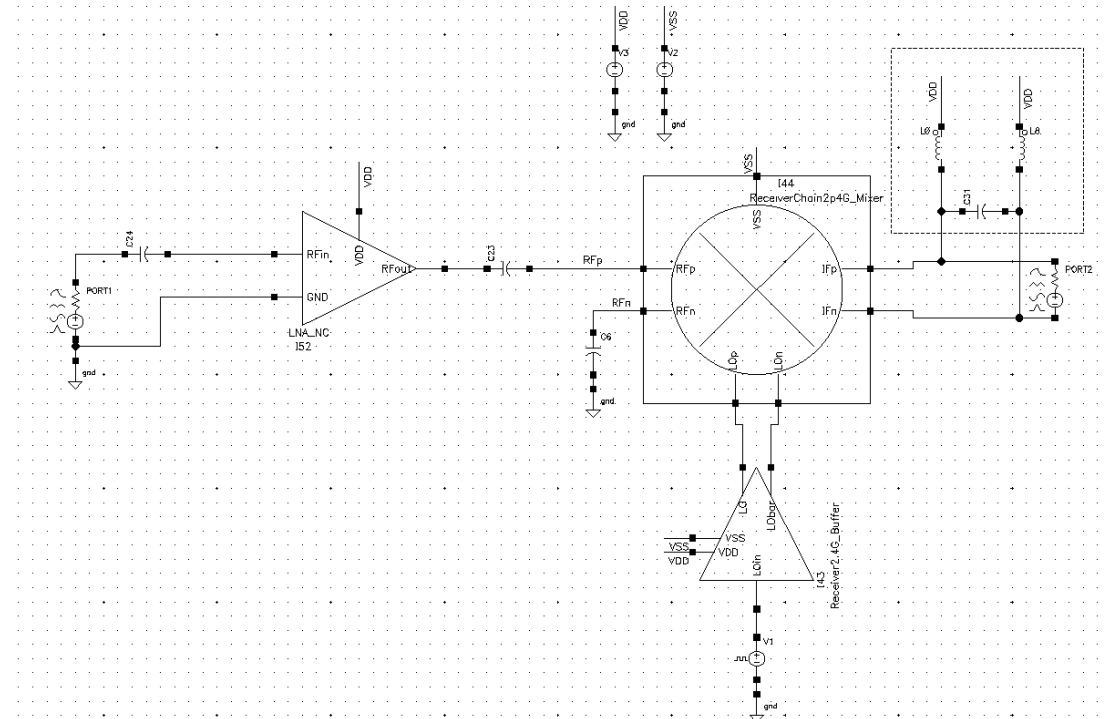 VDD
VSS
V3
V2
gnd
gnd
VDD
VDD
L0
L8
C31
VDD
VSS
I44
ReceiverChain2p4G_Mixer
VSS
C24
RFin
VDD
RFout
C23
RFp
RFp
IFp
PORT2
PORT1
GND
RFn
RFn
IFn
LNA_NC
I52
C6
gnd
gnd
LOp
LOn
LO
LObar
VSS
VSS
VDD
VDD
LOin
I43
Receiver2.4G_Buffer
V1
gnd